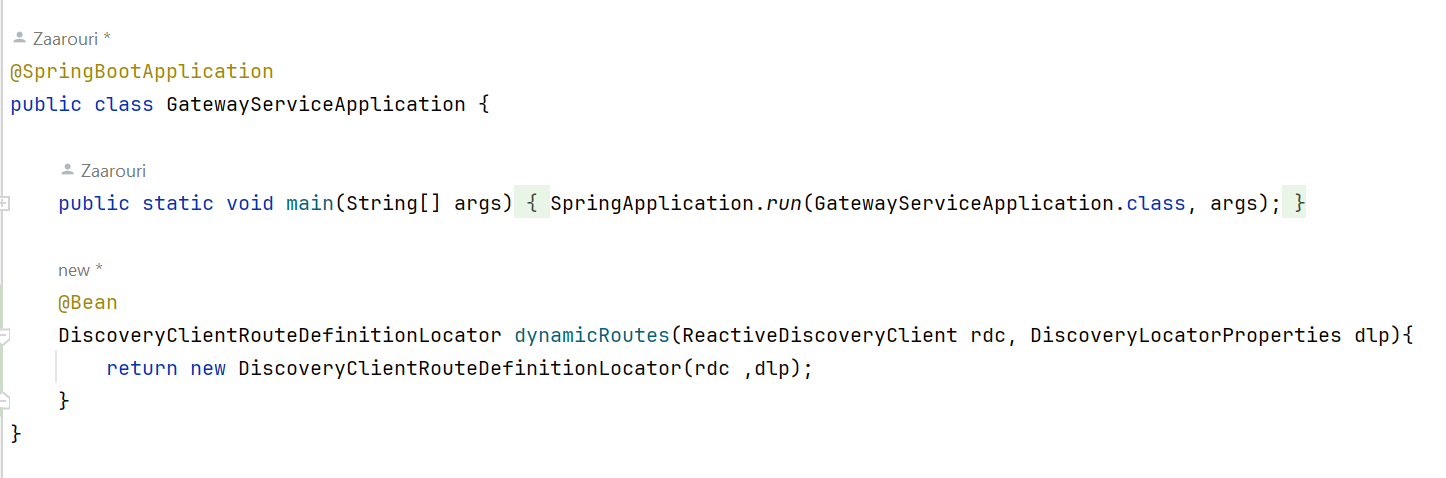 Zaarouri *
@SpringBootApplication
public class GatewayServiceApplication {
Zaarouri
public static void main(String[] args) { SpringApplication.run(GatewayServiceApplication.class, args); }
new *
@Bean
DiscoveryClientRouteDefinitionLocator dynamicRoutes(ReactiveDiscoveryClient rdc, DiscoveryLocatorProperties dlp){
return new DiscoveryClientRouteDefinitionLocator(rdc ,dlp);
}
}